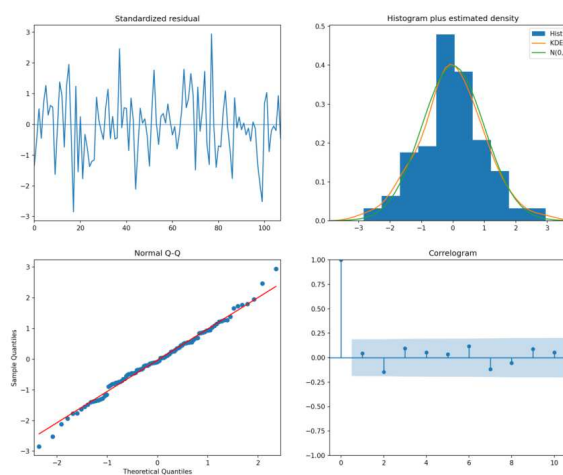 Standardized residual
3
2
1
0
−1
−2
−3
0 20 40 60 80 100
Histogram plus estimated density
Hist
KDE
N(0,
0.5
0.4
0.3
0.2
0.1
0.0
−3 −2 −1 0 1 2 3
Normal Q-Q
Sample Quantiles
3
2
1
0
−1
−2
−3
−2 −1 0 1 2
Theoretical Quantiles
Correlogram
1.00
0.75
0.50
0.25
0.00
−0.25
−0.50
−0.75
−1.00
0 2 4 6 8 10